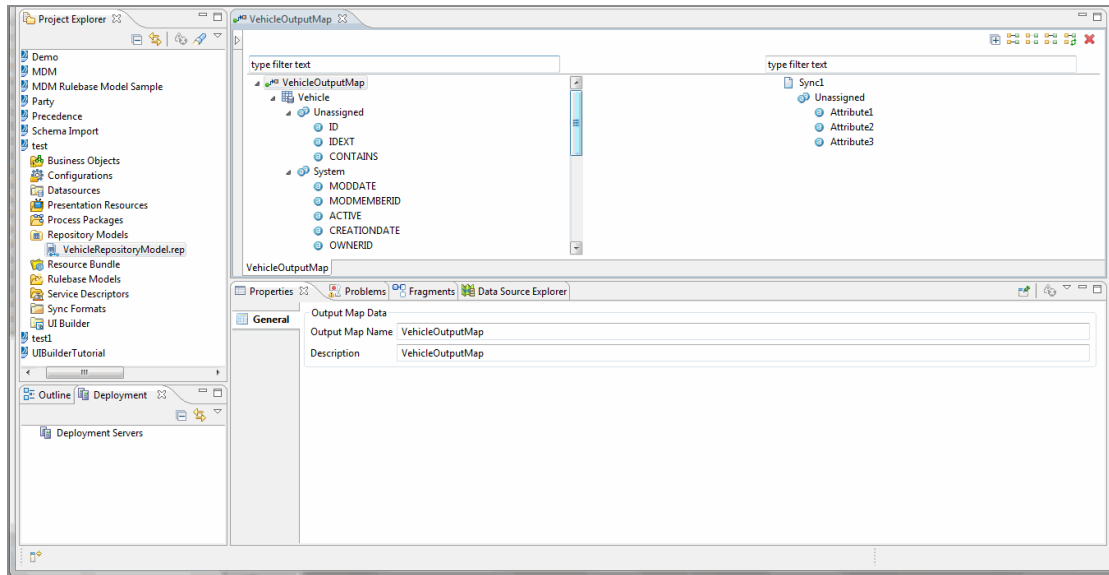 Project Explorer
Demo
MDM
MDM Rulebase Model Sample
Party
Precedence
Schema Import
test
Business Objects
Configurations
Datasources
Presentation Resources
Process Packages
Repository Models
VehicleRepositoryModel.rep
Resource Bundle
Rulebase Models
Service Descriptors
Sync Formats
UI Builder
test1
UIBuilderTutorial
Outline
Deployment
Deployment Servers
VehicleOutputMap
type filter text
VehicleOutputMap
Vehicle
Unassigned
ID
IDEXT
CONTAINS
System
MODDATE
MODMEMBERID
ACTIVE
CREATIONDATE
OWNERID
type filter text
Sync1
Unassigned
Attribute1
Attribute2
Attribute3
VehicleOutputMap
Properties
Problems
Fragments
Data Source Explorer
General
Output Map Data
Output Map Name VehicleOutputMap
Description VehicleOutputMap